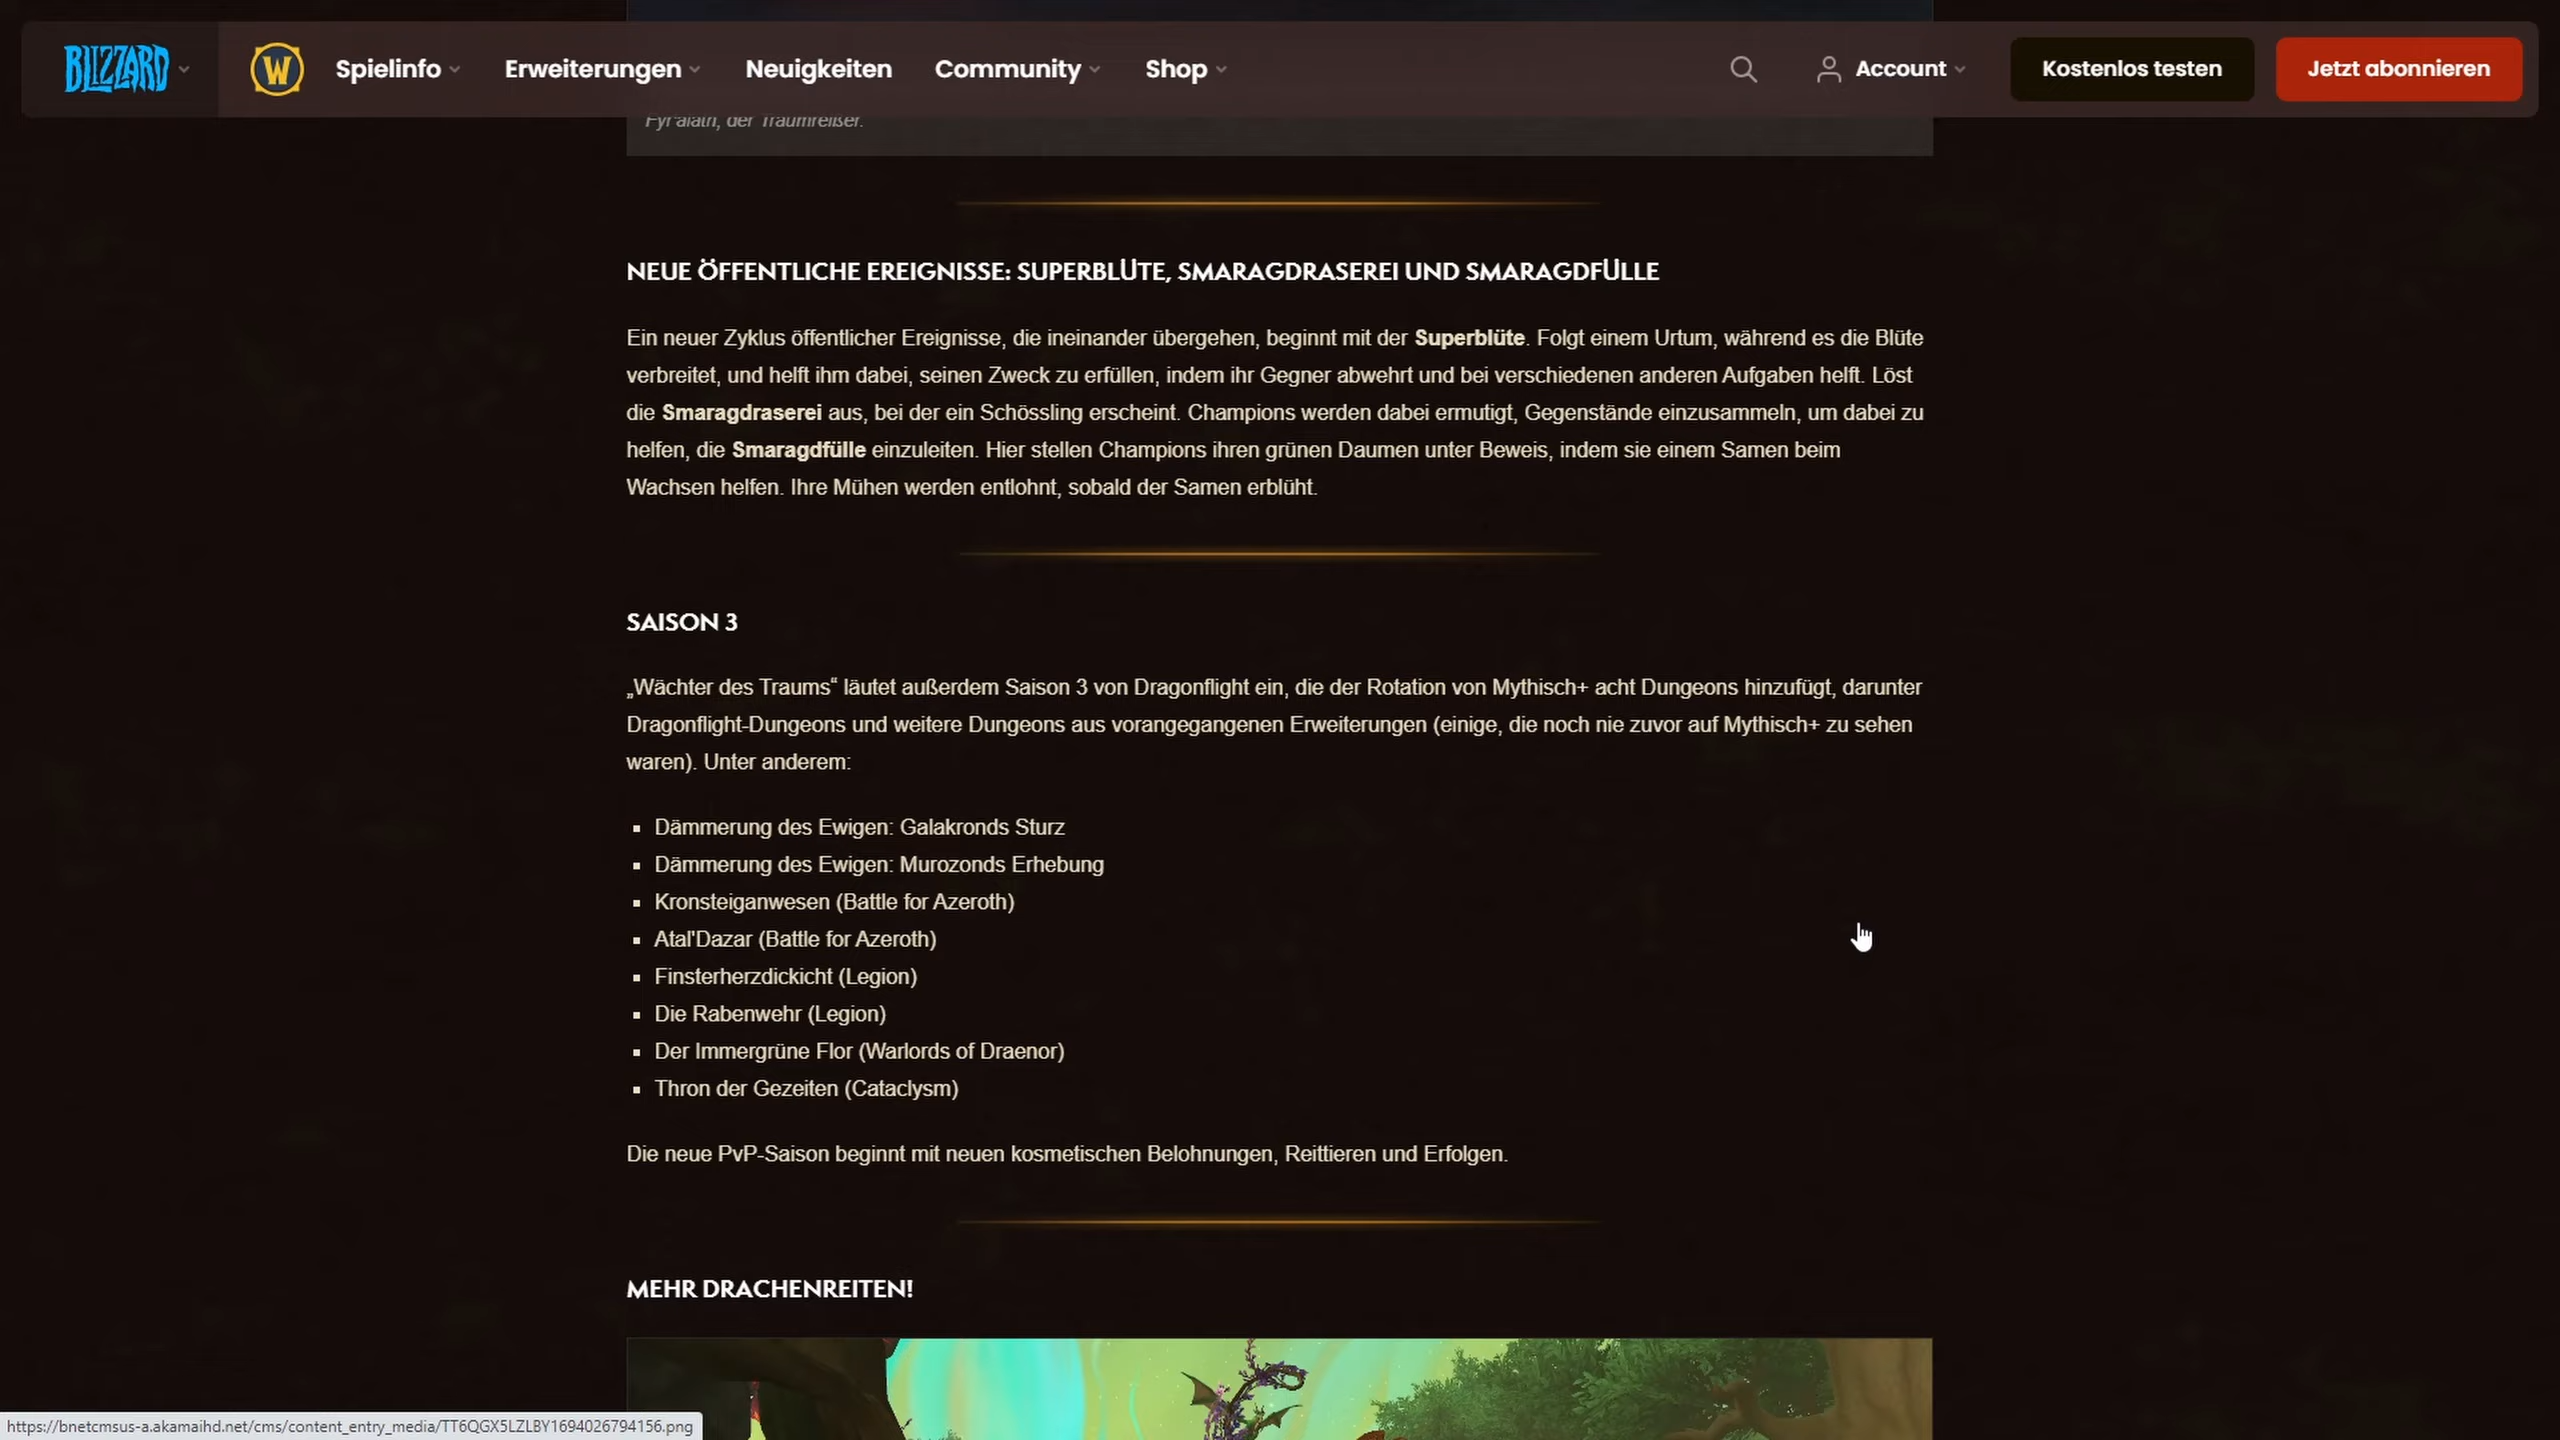 BLIZZARD
W
Spielinfo
Erweiterungen
Neuigkeiten
Community
Shop
Account
Kostenlos testen
Jetzt abonnieren
Fyr'alath, der Traumreißer.
NEUE ÖFFENTLICHE EREIGNISSE: SUPERBLÜTE, SMARAGDRASEREI UND SMARAGDFÜLLE
Ein neuer Zyklus öffentlicher Ereignisse, die ineinander übergehen, beginnt mit der Superblüte. Folgt einem Urtum, während es die Blüte
verbreitet, und helft ihm dabei, seinen Zweck zu erfüllen, indem ihr Gegner abwehrt und bei verschiedenen anderen Aufgaben helft. Löst
die Smaragdraserei aus, bei der ein Schössling erscheint. Champions werden dabei ermutigt, Gegenstände einzusammeln, um dabei zu
helfen, die Smaragdfülle einzuleiten. Hier stellen Champions ihren grünen Daumen unter Beweis, indem sie einem Samen beim
Wachsen helfen. Ihre Mühen werden entlohnt, sobald der Samen erblüht.
SAISON 3
„Wächter des Traums“ läutet außerdem Saison 3 von Dragonflight ein, die der Rotation von Mythisch+ acht Dungeons hinzufügt, darunter
Dragonflight-Dungeons und weitere Dungeons aus vorangegangenen Erweiterungen (einige, die noch nie zuvor auf Mythisch+ zu sehen
waren). Unter anderem:
▪ Dämmerung des Ewigen: Galakronds Sturz
▪ Dämmerung des Ewigen: Murozonds Erhebung
▪ Kronsteiganwesen (Battle for Azeroth)
▪ Atal'Dazar (Battle for Azeroth)
▪ Finsterherzdickicht (Legion)
▪ Die Rabenwehr (Legion)
▪ Der Immergrüne Flor (Warlords of Draenor)
▪ Thron der Gezeiten (Cataclysm)
Die neue PvP-Saison beginnt mit neuen kosmetischen Belohnungen, Reittieren und Erfolgen.
MEHR DRACHENREITEN!
https://bnetcmsus-a.akamaihd.net/cms/content_entry_media/TT6QGX5LZLBY1694026794156.png